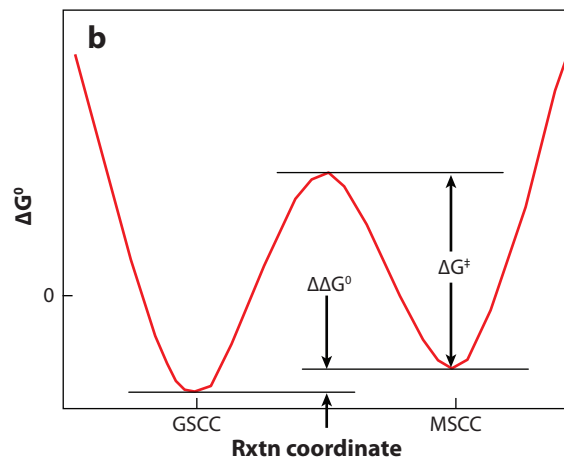 b
ΔG⁰
0
ΔΔG⁰
ΔG‡
GSCC
MSCC
Rxtn coordinate